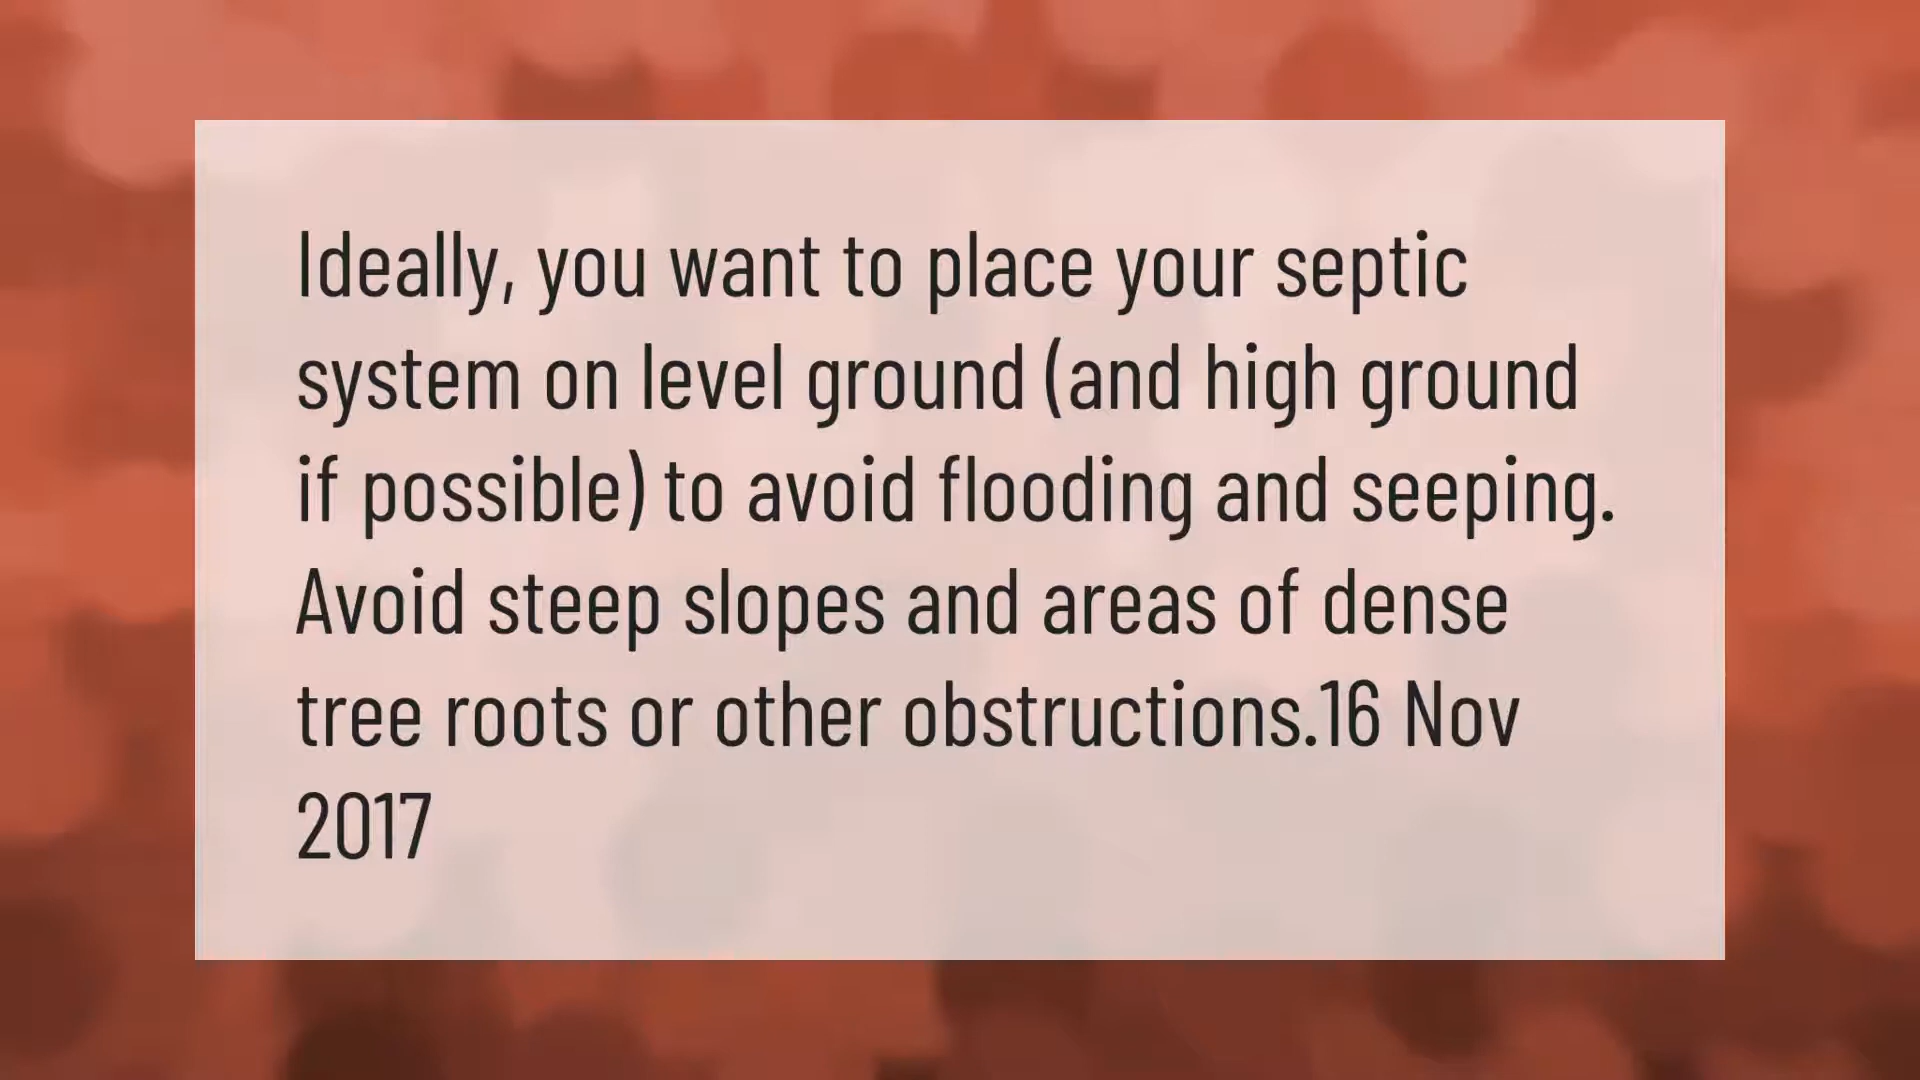 Ideally, you want to place your septic
system on level ground (and high ground
if possible) to avoid flooding and seeping.
Avoid steep slopes and areas of dense
tree roots or other obstructions.16 Nov
2017